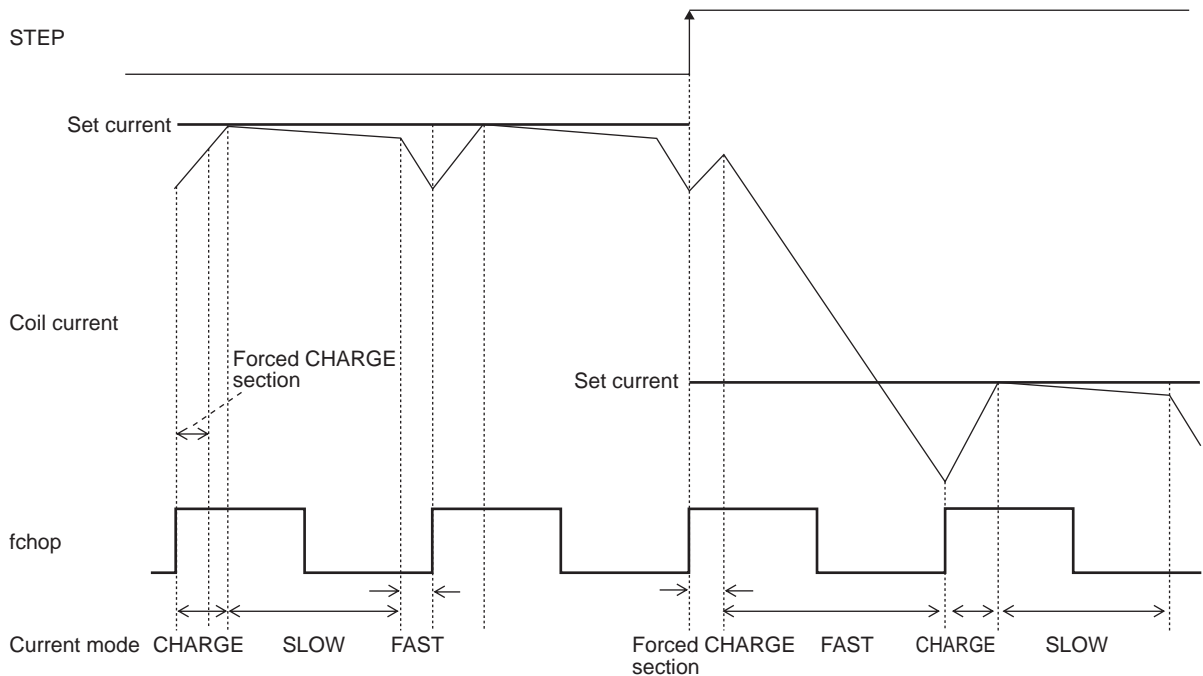 STEP
Set current
Coil current
Forced CHARGE
section
Set current
fchop
Current mode CHARGE SLOW FAST Forced CHARGE FAST CHARGE SLOW
section